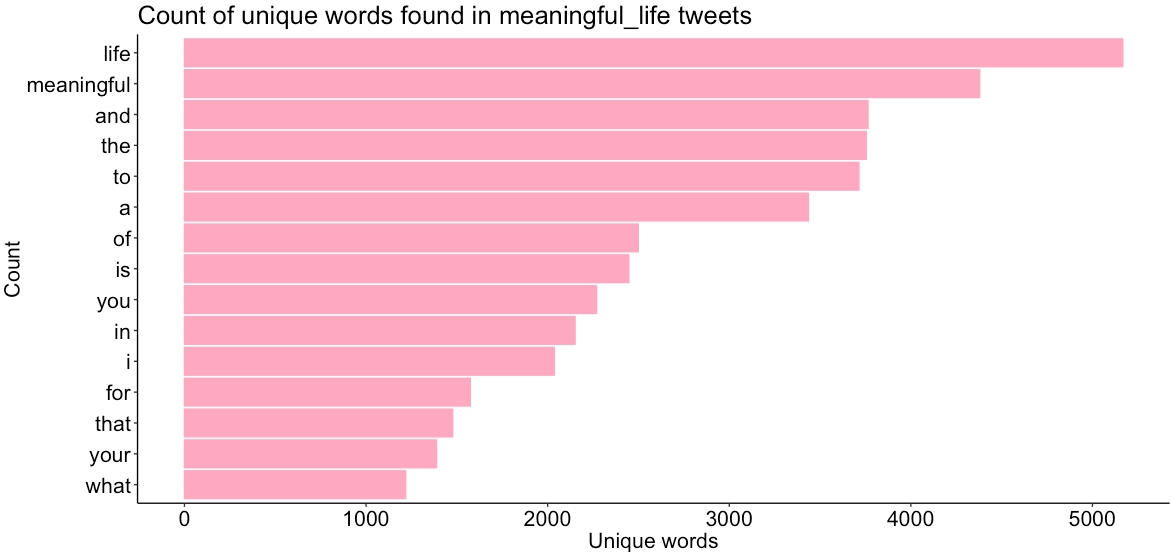 Count of unique words found in meaningful_life tweets
life
meaningful
and
the
to
a
of
is
you
in
i
for
that
your
what
Count
0 1000 2000 3000 4000 5000
Unique words